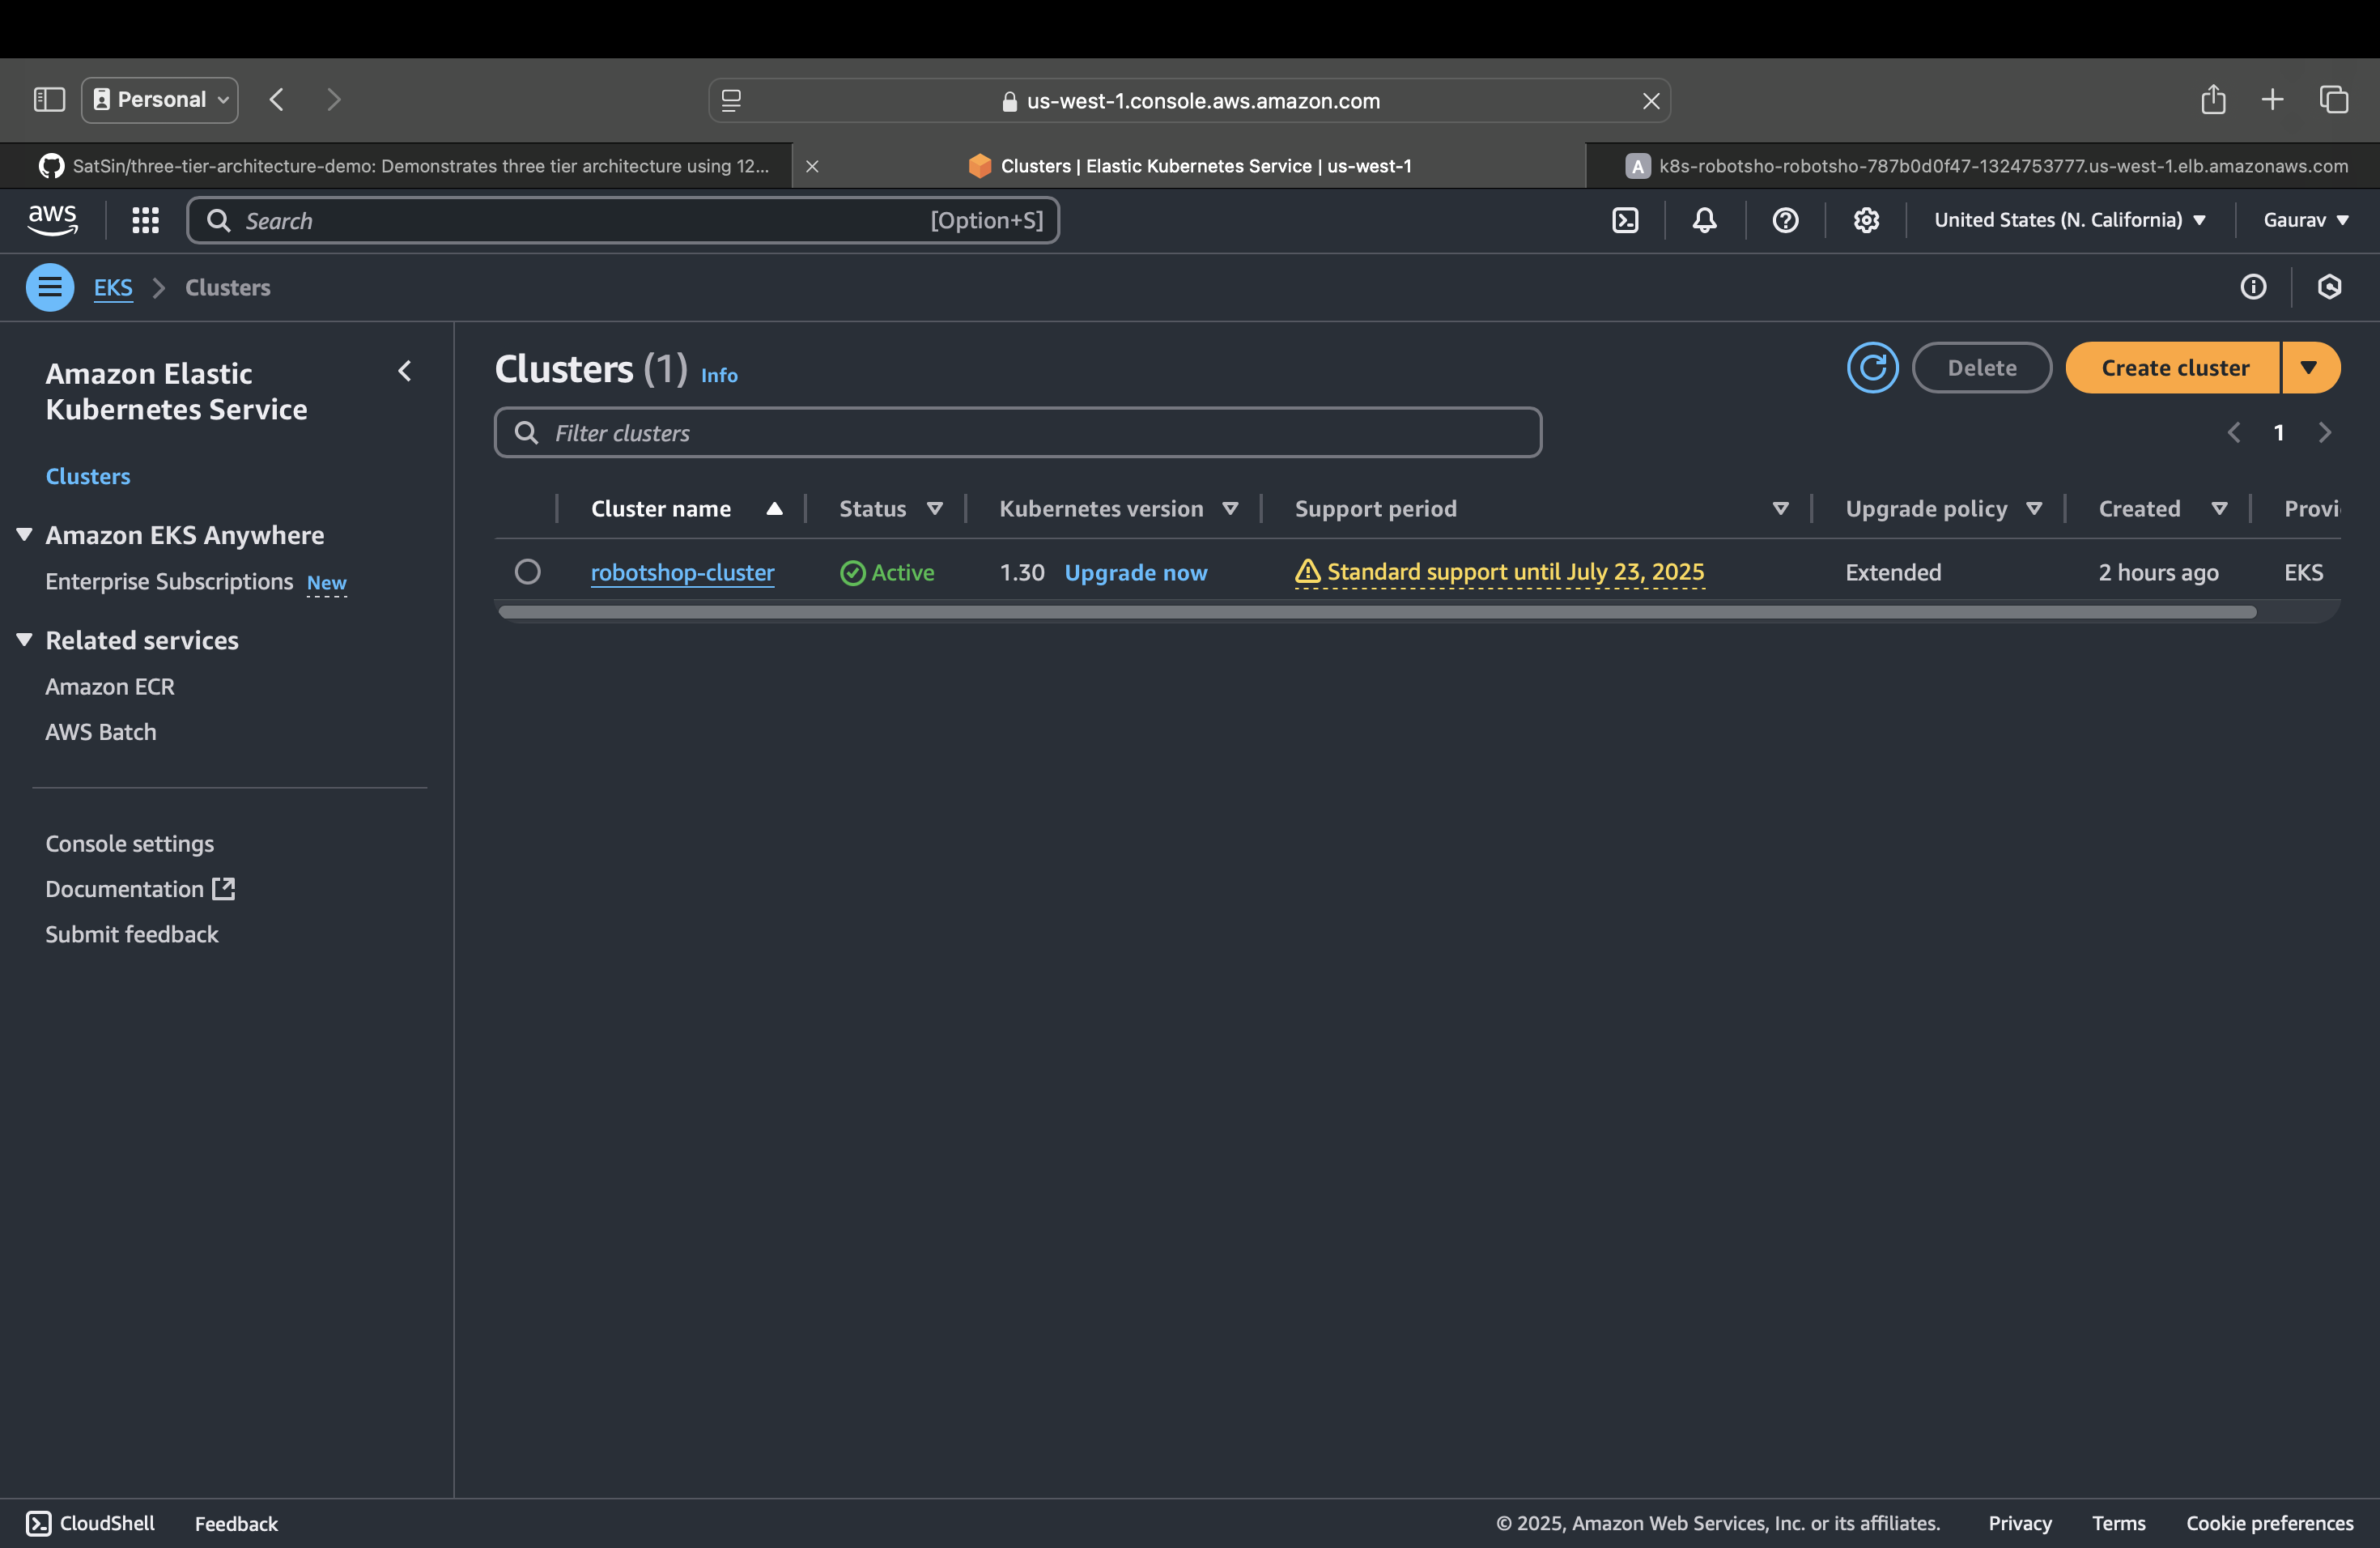 Personal
us-west-1.console.aws.amazon.com
SatSin/three-tier-architecture-demo: Demonstrates three tier architecture using 12...
Clusters | Elastic Kubernetes Service | us-west-1
A k8s-robotsho-robotsho-787b0d0f47-1324753777.us-west-1.elb.amazonaws.com
aws
Search
[Option+S]
United States (N. California)
Gaurav
EKS
Clusters
Amazon Elastic
Kubernetes Service
Clusters
Amazon EKS Anywhere
Enterprise Subscriptions New
Related services
Amazon ECR
AWS Batch
Console settings
Documentation
Submit feedback
Clusters (1) Info
Delete
Create cluster
Filter clusters
1
Cluster name Status Kubernetes version Support period Upgrade policy Created Provi
robotshop-cluster Active 1.30 Upgrade now Standard support until July 23, 2025 Extended 2 hours ago EKS
CloudShell
Feedback
© 2025, Amazon Web Services, Inc. or its affiliates.
Privacy
Terms
Cookie preferences